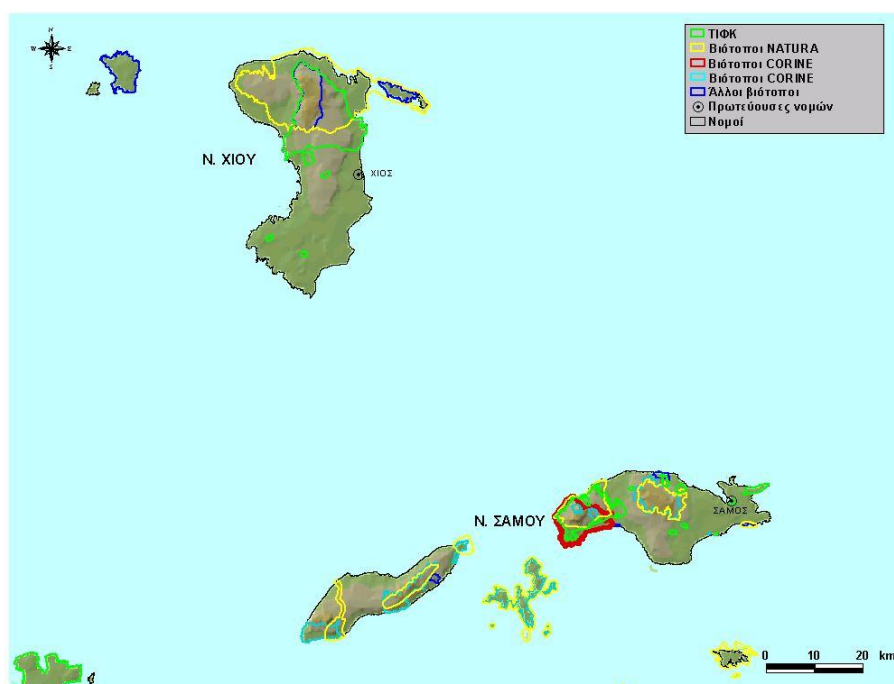 N
W E
S
ΤΙΦΚ
Βιότοποι NATURA
Βιότοποι CORINE
Βιότοποι CORINE
Άλλοι βιότοποι
Πρωτεύουσες νομών
Νομοί
Ν. ΧΙΟΥ
ΧΙΟΣ
Ν. ΣΑΜΟΥ
ΣΑΜΟΣ
0 10 20 km